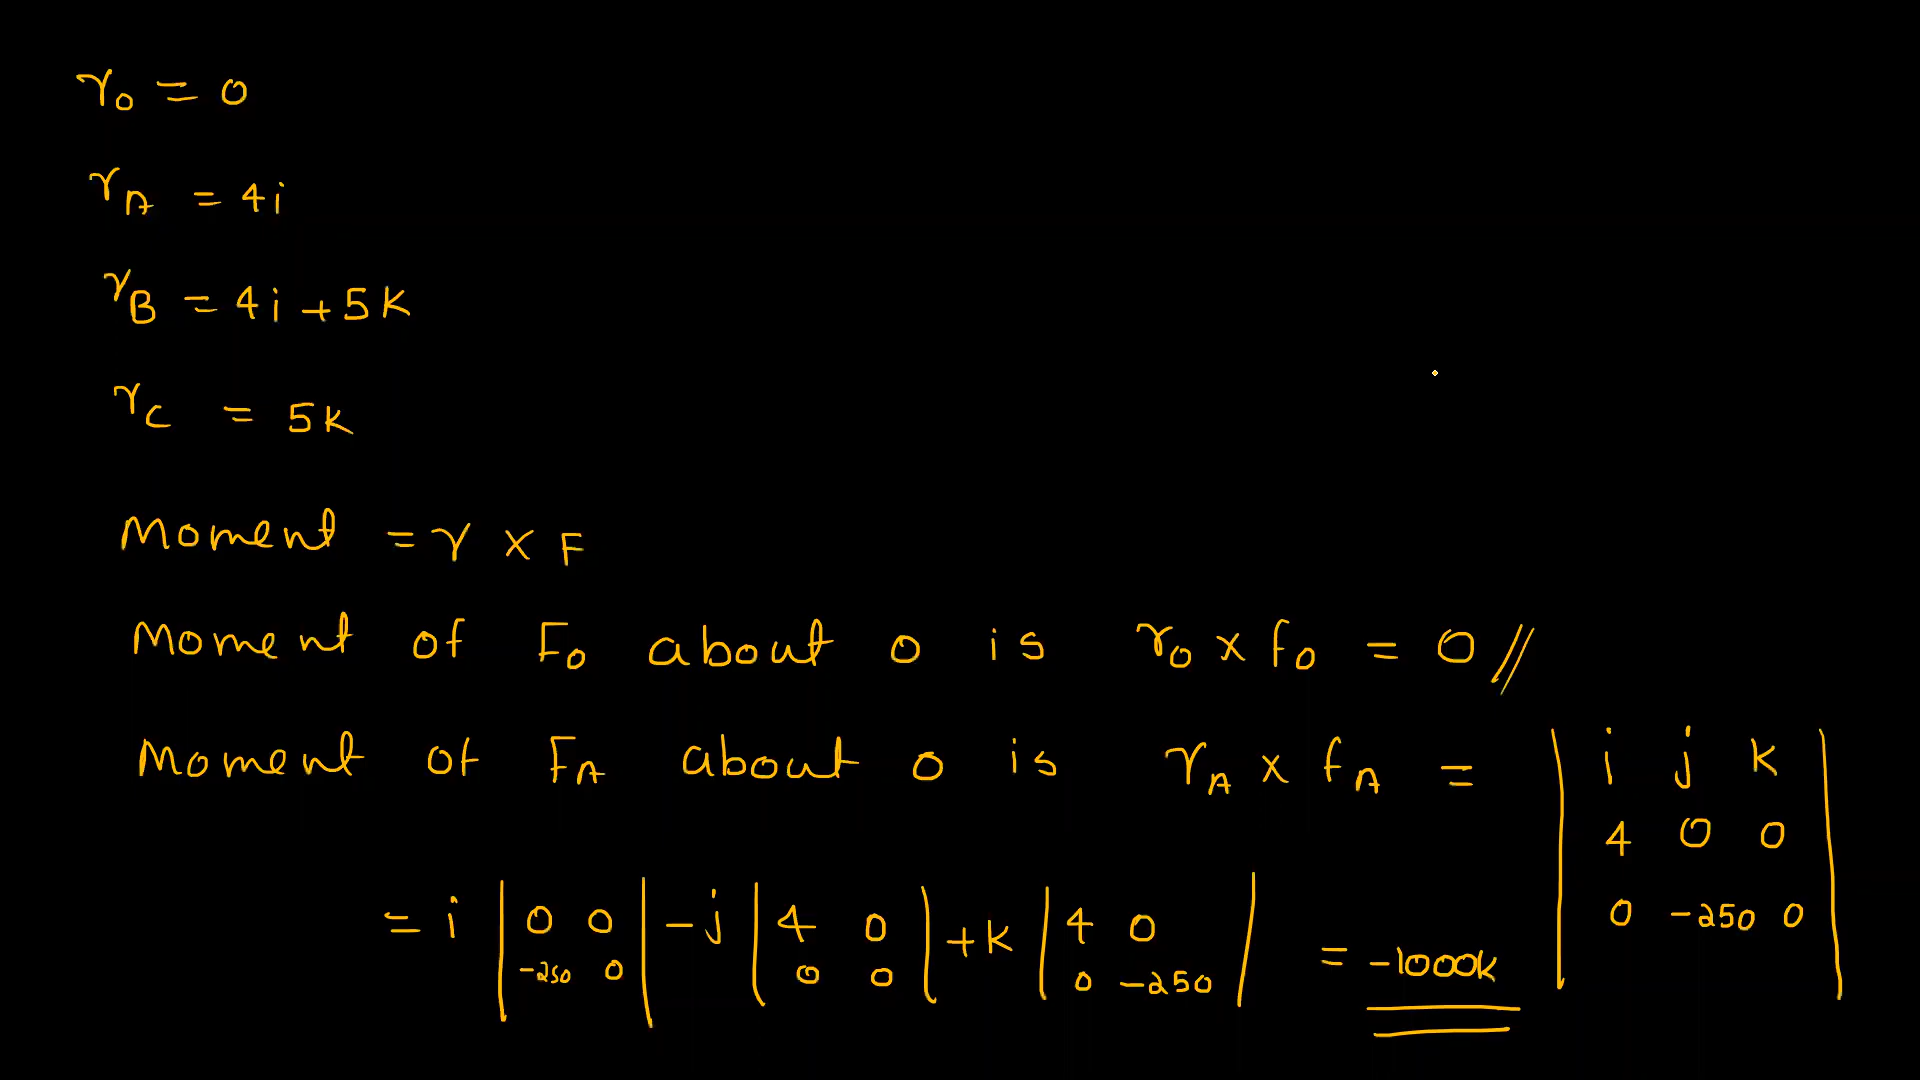 r₀ = 0
r_A = 4i
r_B = 4i + 5k
r_C = 5k
Moment = r × F
Moment of F₀ about 0 is r₀ × f₀ = 0 //
Moment of F_A about 0 is r_A × f_A = | i j k |
| 4 0 0 |
| 0 -250 0 |
= i | 0 0 | - j | 4 0 | + k | 4 0 | = -1000k
| -250 0 | | 0 0 | | 0 -250 |